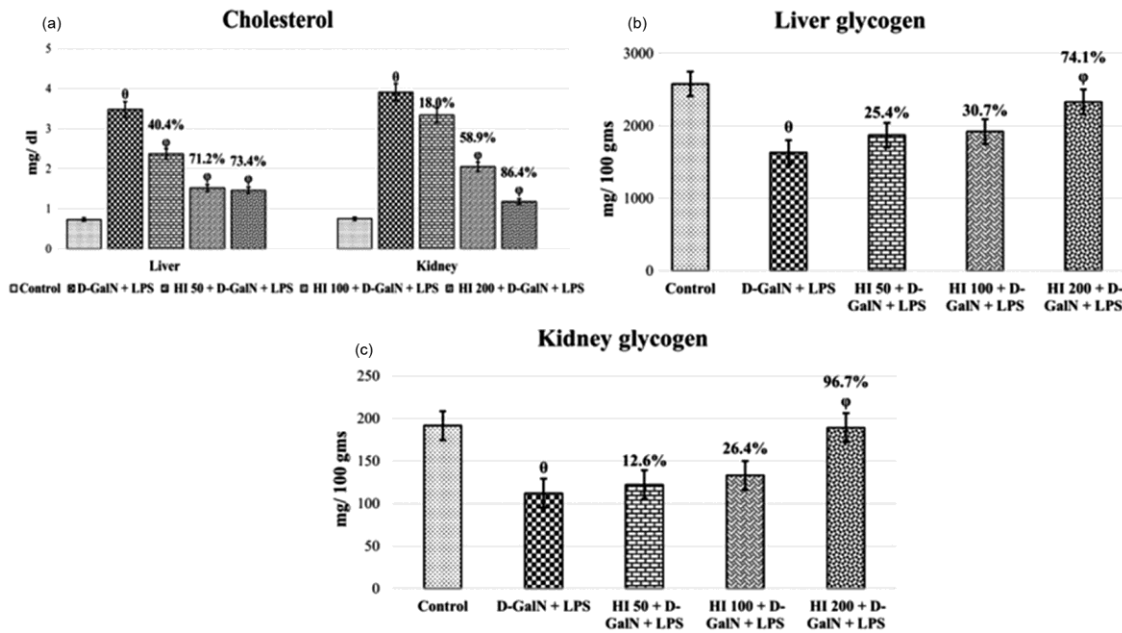 (a)
Cholesterol
5
4
3
2
1
0
mg/ dl
θ
40.4%
φ
71.2%
φ
73.4%
φ
θ
18.0%
58.9%
φ
86.4%
φ
Liver
Kidney
Control D-GalN + LPS HI 50 + D-GalN + LPS HI 100 + D-GalN + LPS HI 200 + D-GalN + LPS
(b)
Liver glycogen
3000
2000
1000
0
mg/ 100 gms
θ
25.4%
30.7%
74.1%
φ
Control
D-GalN + LPS
HI 50 + D-
GalN + LPS
HI 100 + D-
GalN + LPS
HI 200 + D-
GalN + LPS
(c)
Kidney glycogen
250
200
150
100
50
0
mg/ 100 gms
θ
12.6%
26.4%
96.7%
φ
Control
D-GalN + LPS
HI 50 + D-
GalN + LPS
HI 100 + D-
GalN + LPS
HI 200 + D-
GalN + LPS